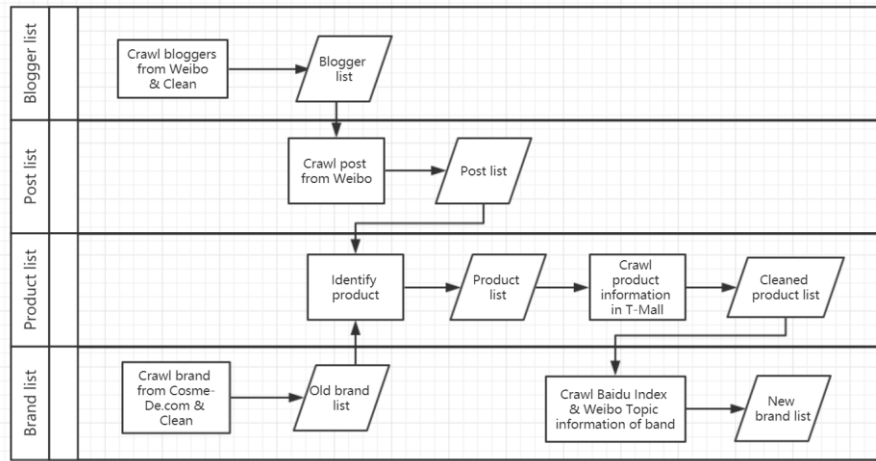 Blogger list
Crawl bloggers
from Weibo
& Clean
Blogger
list
Post list
Crawl post
from Weibo
Post list
Product list
Identify
product
Product
list
Crawl
product
information
in T-Mall
Cleaned
product list
Brand list
Crawl brand
from Cosme-
De.com &
Clean
Old brand
list
Crawl Baidu Index
& Weibo Topic
information of band
New
brand list